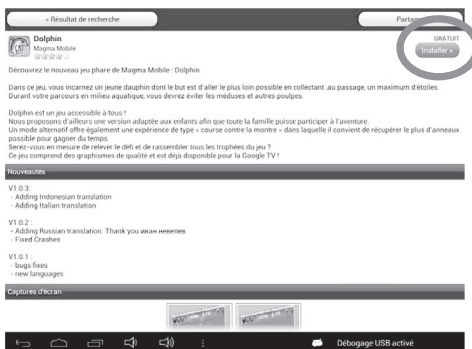 « Résultat de recherche
Partage
Dolphin
Magma Mobile
GRATUIT
Installer »
Découvrez le nouveau jeu phare de Magma Mobile : Dolphin
Dans ce jeu, vous incarnez un jeune dauphin dont le but est d'aller le plus loin possible en collectant ,au passage, un maximum d'étoiles.
Durant votre parcours en milieu aquatique, vous devrez éviter les méduses et autres poulpes.
Dolphin est un jeu accessible à tous !
Nous proposons d'ailleurs une version adaptée aux enfants afin que toute la famille puisse participer à l'aventure.
Un mode alternatif offre également une expérience de type « course contre la montre » dans laquelle il convient de récupérer le plus d'anneaux
possible pour gagner du temps.
Serez-vous en mesure de relever le défi et de rassembler tous les trophées du jeu ?
Ce jeu comprend des graphismes de qualité et est déjà disponible pour la Google TV !
Nouveautés
V1.0.3:
- Adding Indonesian translation
- Adding Italian translation
V1.0.2 :
- Adding Russian translation. Thank you иван невелев
- Fixed Crashes
V1.0.1 :
- bugs fixes
- new languages
Captures d'écran
Débogage USB activé